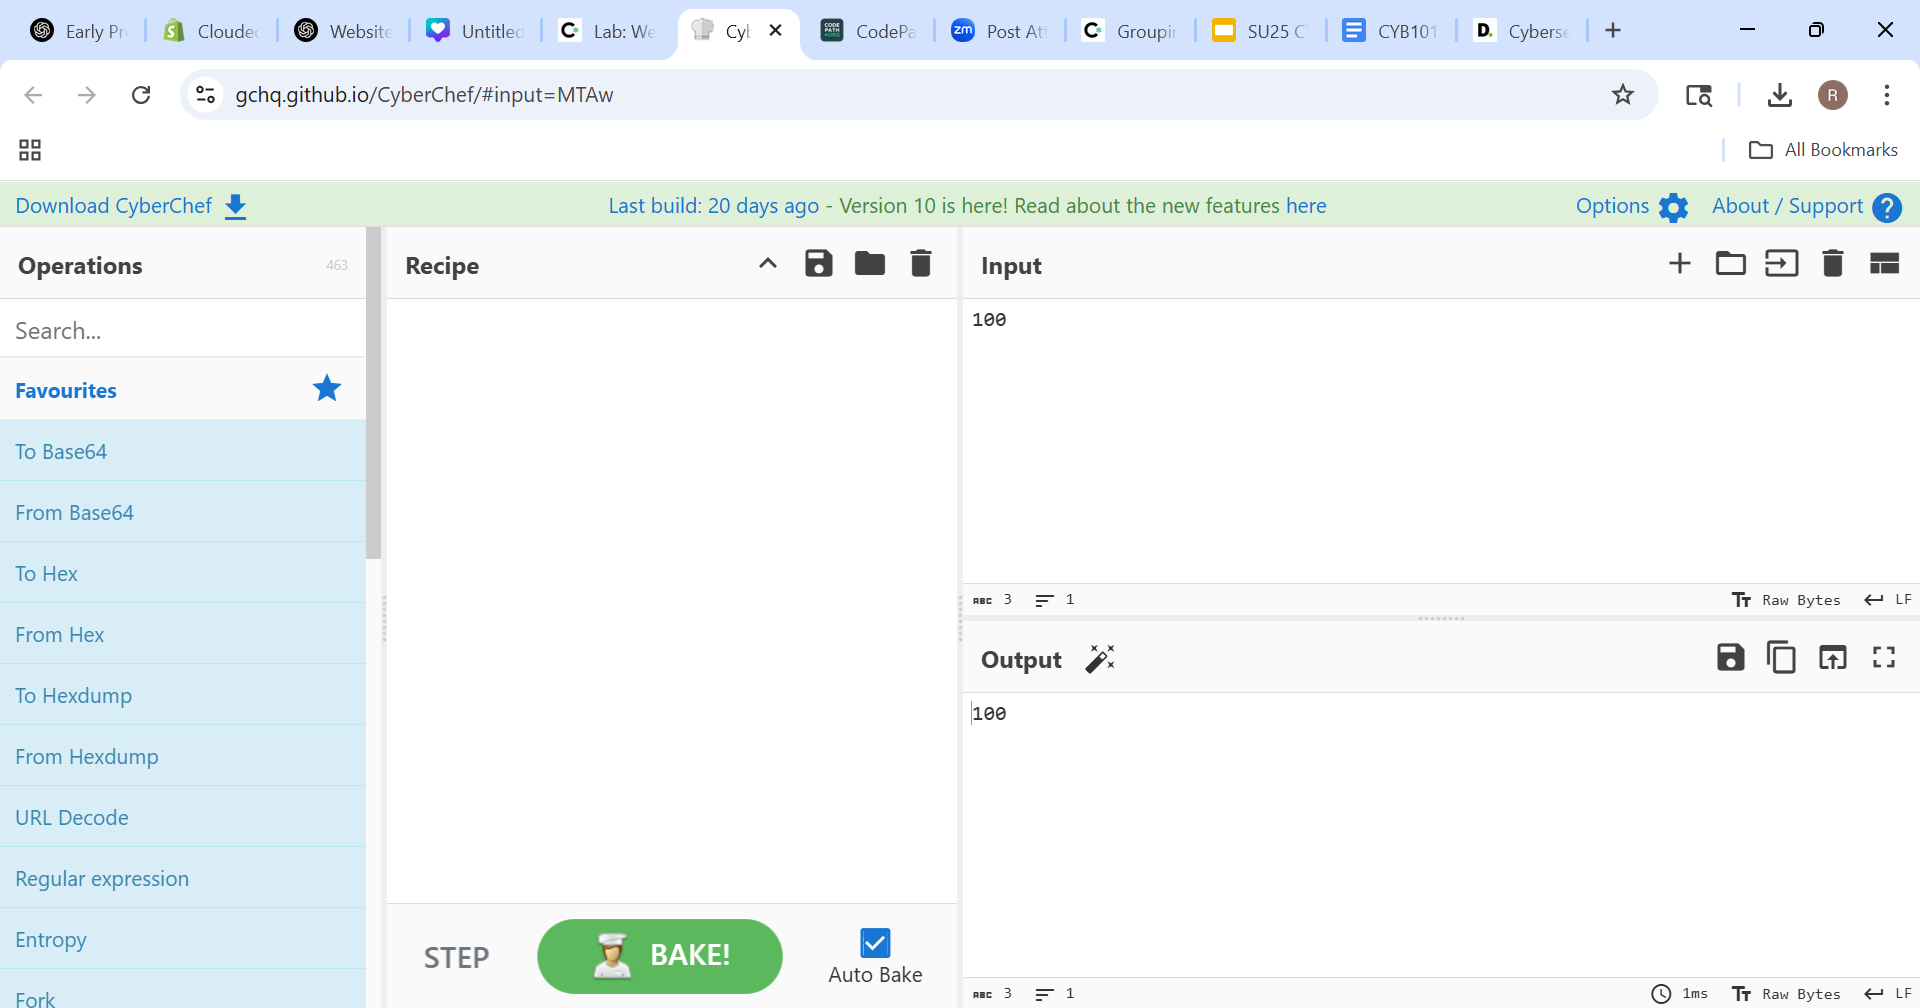 Early Pr
Cloudec
Website
Untitled
Lab: We
Cyb
CodePa
Post Att
Groupin
SU25 C
CYB101
Cyberse
gchq.github.io/CyberChef/#input=MTAw
R
All Bookmarks
Download CyberChef
Last build: 20 days ago - Version 10 is here! Read about the new features here
Options
About / Support
Operations
463
Search...
Favourites
To Base64
From Base64
To Hex
From Hex
To Hexdump
From Hexdump
URL Decode
Regular expression
Entropy
Fork
Recipe
STEP
BAKE!
Auto Bake
Input
100
ABC 3
1
Raw Bytes
LF
Output
100
ABC 3
1
1ms
Raw Bytes
LF